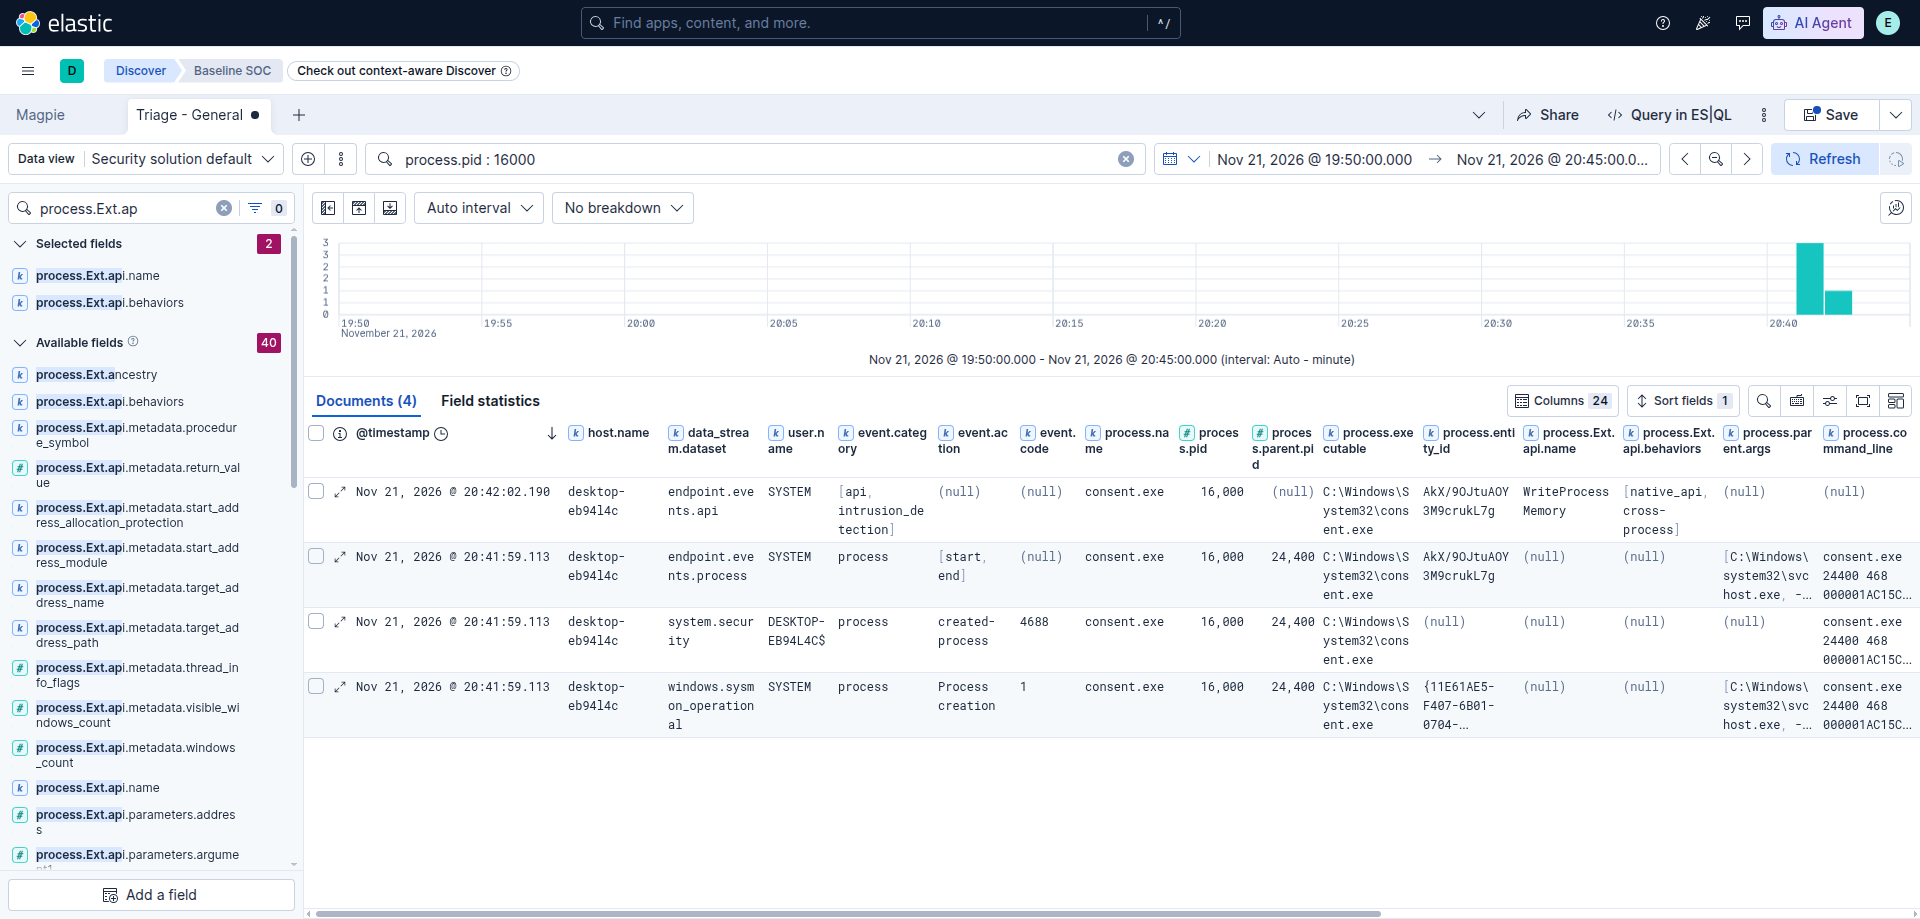 elastic
Find apps, content, and more.
^ /
AI Agent
E
D
Discover
Baseline SOC
Check out context-aware Discover
Magpie
Triage - General
Share
Query in ES|QL
Save
Data view
Security solution default
process.pid : 16000
Nov 21, 2026 @ 19:50:00.000
Nov 21, 2026 @ 20:45:00.0...
Refresh
process.Ext.ap
0
Selected fields
2
process.Ext.api.name
process.Ext.api.behaviors
Available fields
40
process.Ext.ancestry
process.Ext.api.behaviors
process.Ext.api.metadata.procedur
e_symbol
process.Ext.api.metadata.return_val
ue
process.Ext.api.metadata.start_add
ress_allocation_protection
process.Ext.api.metadata.start_add
ress_module
process.Ext.api.metadata.target_ad
dress_name
process.Ext.api.metadata.target_ad
dress_path
process.Ext.api.metadata.thread_in
fo_flags
process.Ext.api.metadata.visible_wi
ndows_count
process.Ext.api.metadata.windows
_count
process.Ext.api.name
process.Ext.api.parameters.addres
s
process.Ext.api.parameters.argume
Add a field
Auto interval
No breakdown
3
3
2
2
1
1
0
19:50
19:55
20:00
20:05
20:10
20:15
20:20
20:25
20:30
20:35
20:40
November 21, 2026
Nov 21, 2026 @ 19:50:00.000 - Nov 21, 2026 @ 20:45:00.000 (interval: Auto - minute)
Documents (4)
Field statistics
Columns 24
Sort fields 1
@timestamp
host.name
data_strea
m.dataset
user.n
ame
event.categ
ory
event.ac
tion
event.
code
process.na
me
proces
s.pid
proces
s.parent.pi
d
process.exe
cutable
process.enti
ty_id
process.Ext.
api.name
process.Ext.
api.behaviors
process.par
ent.args
process.co
mmand_line
Nov 21, 2026 @ 20:42:02.190
desktop-
eb94l4c
endpoint.eve
nts.api
SYSTEM
[api,
intrusion_de
tection]
(null)
(null)
consent.exe
16,000
(null)
C:\Windows\S
ystem32\cons
ent.exe
AkX/9OJtuAOY
3M9crukL7g
WriteProcess
Memory
[native_api,
cross-
process]
(null)
(null)
Nov 21, 2026 @ 20:41:59.113
desktop-
eb94l4c
endpoint.eve
nts.process
SYSTEM
process
[start,
end]
(null)
consent.exe
16,000
24,400
C:\Windows\S
ystem32\cons
ent.exe
AkX/9OJtuAOY
3M9crukL7g
(null)
(null)
[C:\Windows\
system32\svc
host.exe, -...
consent.exe
24400 468
000001AC15C...
Nov 21, 2026 @ 20:41:59.113
desktop-
eb94l4c
system.secur
ity
DESKTOP-
EB94L4C$
process
created-
process
4688
consent.exe
16,000
24,400
C:\Windows\S
ystem32\cons
ent.exe
(null)
(null)
(null)
(null)
consent.exe
24400 468
000001AC15C...
Nov 21, 2026 @ 20:41:59.113
desktop-
eb94l4c
windows.sysm
on_operation
al
SYSTEM
process
Process
creation
1
consent.exe
16,000
24,400
C:\Windows\S
ystem32\cons
ent.exe
{11E61AE5-
F407-6B01-
0704-...
(null)
(null)
[C:\Windows\
system32\svc
host.exe, -...
consent.exe
24400 468
000001AC15C...